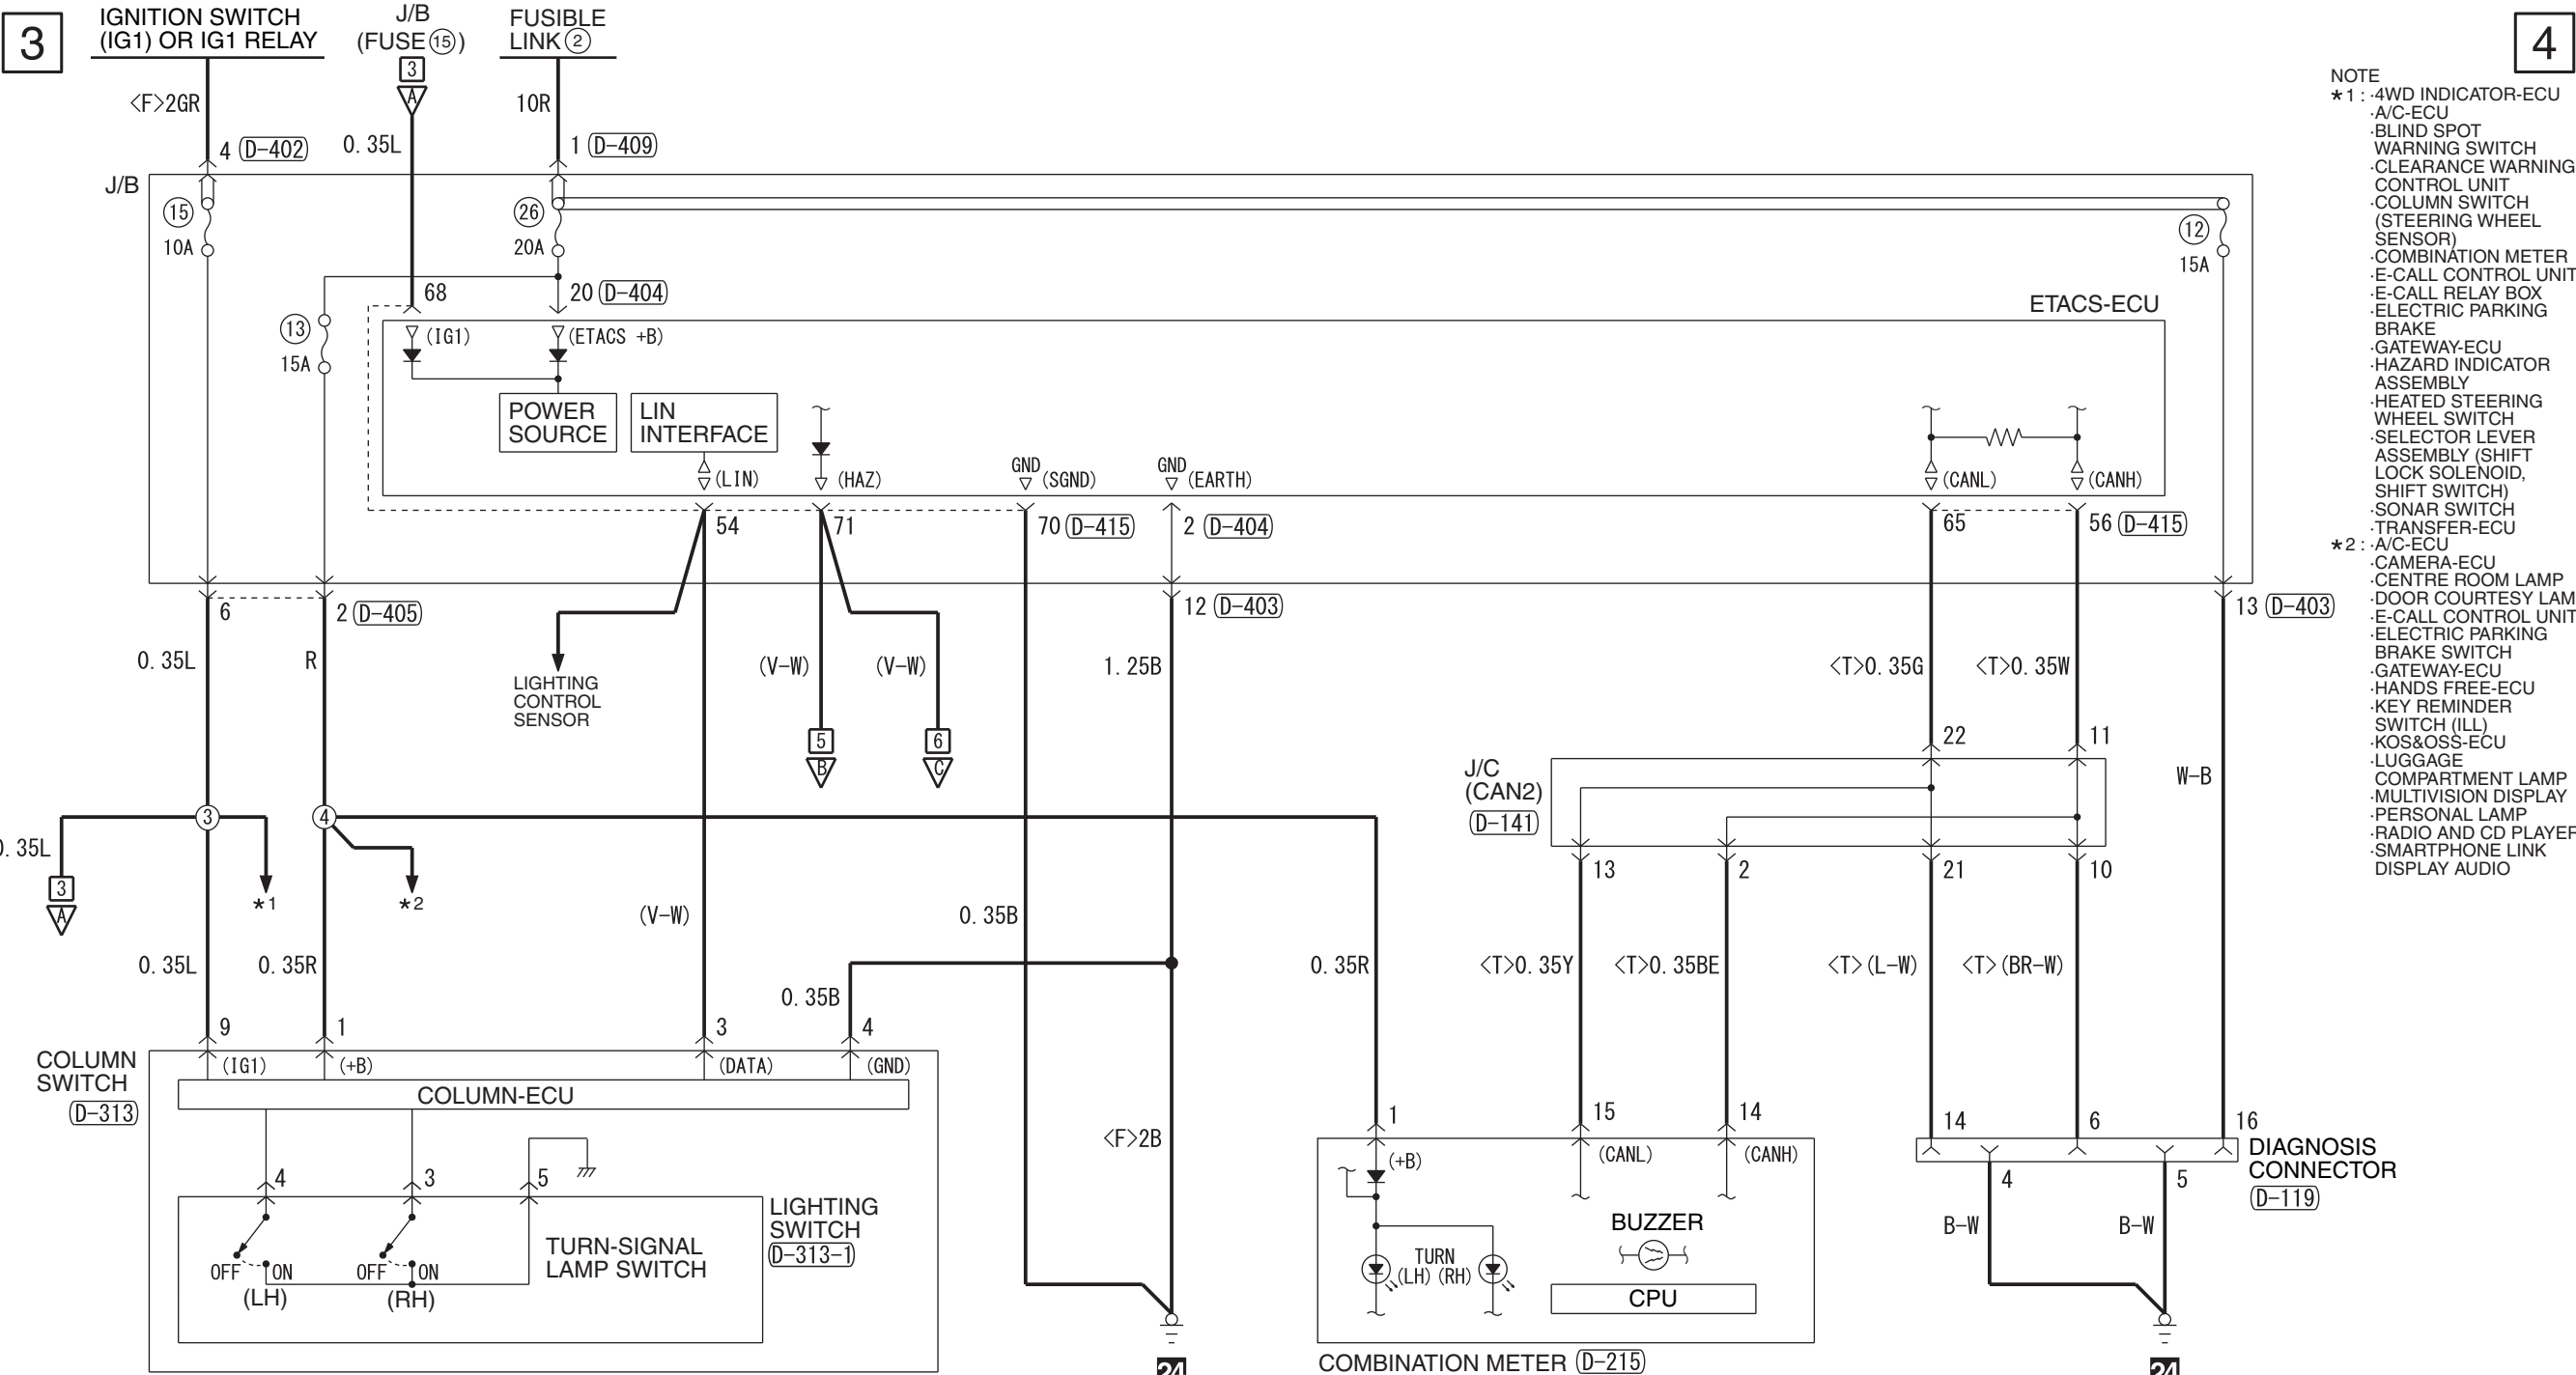 3
IGNITION SWITCH
(IG1) OR IG1 RELAY
J/B
(FUSE 15)
3
A
FUSIBLE
LINK 2
4
<F>2GR
0.35L
10R
4 D-402
1 D-409
J/B
15
10A
26
20A
12
15A
68
20 D-404
13
15A
ETACS-ECU
(IG1)
(ETACS +B)
POWER
SOURCE
LIN
INTERFACE
(LIN)
(HAZ)
GND
(SGND)
GND
(EARTH)
(CANL)
(CANH)
54
71
70 D-415
2 D-404
65
56 D-415
6
2 D-405
12 D-403
13 D-403
0.35L
R
LIGHTING
CONTROL
SENSOR
(V-W)
(V-W)
1.25B
<T>0.35G
<T>0.35W
5
B
6
C
22
11
J/C
(CAN2)
D-141
W-B
3
4
0.35L
3
A
*1
*2
13
2
21
10
(V-W)
0.35B
0.35L
0.35R
0.35B
0.35R
<T>0.35Y
<T>0.35BE
<T>(L-W)
<T>(BR-W)
9
1
3
4
COLUMN
SWITCH
D-313
(IG1)
(+B)
(DATA)
(GND)
COLUMN-ECU
4
3
5
LIGHTING
SWITCH
D-313-1
TURN-SIGNAL
LAMP SWITCH
OFF ON
(LH)
OFF ON
(RH)
<F>2B
24
1
15
14
(+B)
(CANL)
(CANH)
BUZZER
TURN
(LH) (RH)
CPU
COMBINATION METER D-215
14
6
16
DIAGNOSIS
CONNECTOR
D-119
4
5
B-W
B-W
24
NOTE
*1 : ·4WD INDICATOR-ECU
·A/C-ECU
·BLIND SPOT
WARNING SWITCH
·CLEARANCE WARNING
CONTROL UNIT
·COLUMN SWITCH
(STEERING WHEEL
SENSOR)
·COMBINATION METER
·E-CALL CONTROL UNIT
·E-CALL RELAY BOX
·ELECTRIC PARKING
BRAKE
·GATEWAY-ECU
·HAZARD INDICATOR
ASSEMBLY
·HEATED STEERING
WHEEL SWITCH
·SELECTOR LEVER
ASSEMBLY (SHIFT
LOCK SOLENOID,
SHIFT SWITCH)
·SONAR SWITCH
·TRANSFER-ECU
*2 : ·A/C-ECU
·CAMERA-ECU
·CENTRE ROOM LAMP
·DOOR COURTESY LAM
·E-CALL CONTROL UNIT
·ELECTRIC PARKING
BRAKE SWITCH
·GATEWAY-ECU
·HANDS FREE-ECU
·KEY REMINDER
SWITCH (ILL)
·KOS&OSS-ECU
·LUGGAGE
COMPARTMENT LAMP
·MULTIVISION DISPLAY
·PERSONAL LAMP
·RADIO AND CD PLAYER
·SMARTPHONE LINK
DISPLAY AUDIO